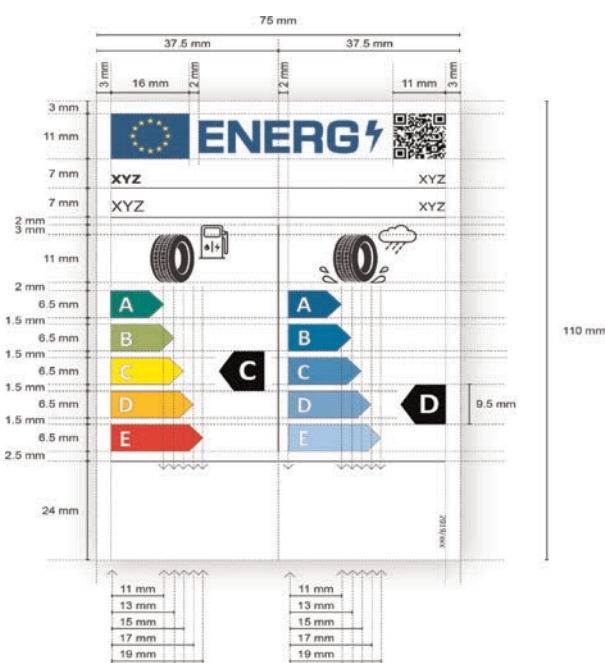 75 mm
37.5 mm 37.5 mm
3 mm 16 mm 2 mm 2 mm 11 mm 3 mm
3 mm
11 mm ENERG
7 mm XYZ XYZ
7 mm XYZ XYZ
2 mm
3 mm
11 mm
2 mm
6.5 mm A A
1.5 mm
6.5 mm B B
1.5 mm 110 mm
6.5 mm C C C
1.5 mm
6.5 mm D D D 9.5 mm
1.5 mm
6.5 mm E E
2.5 mm
24 mm 2019/xxx
11 mm 11 mm
13 mm 13 mm
15 mm 15 mm
17 mm 17 mm
19 mm 19 mm